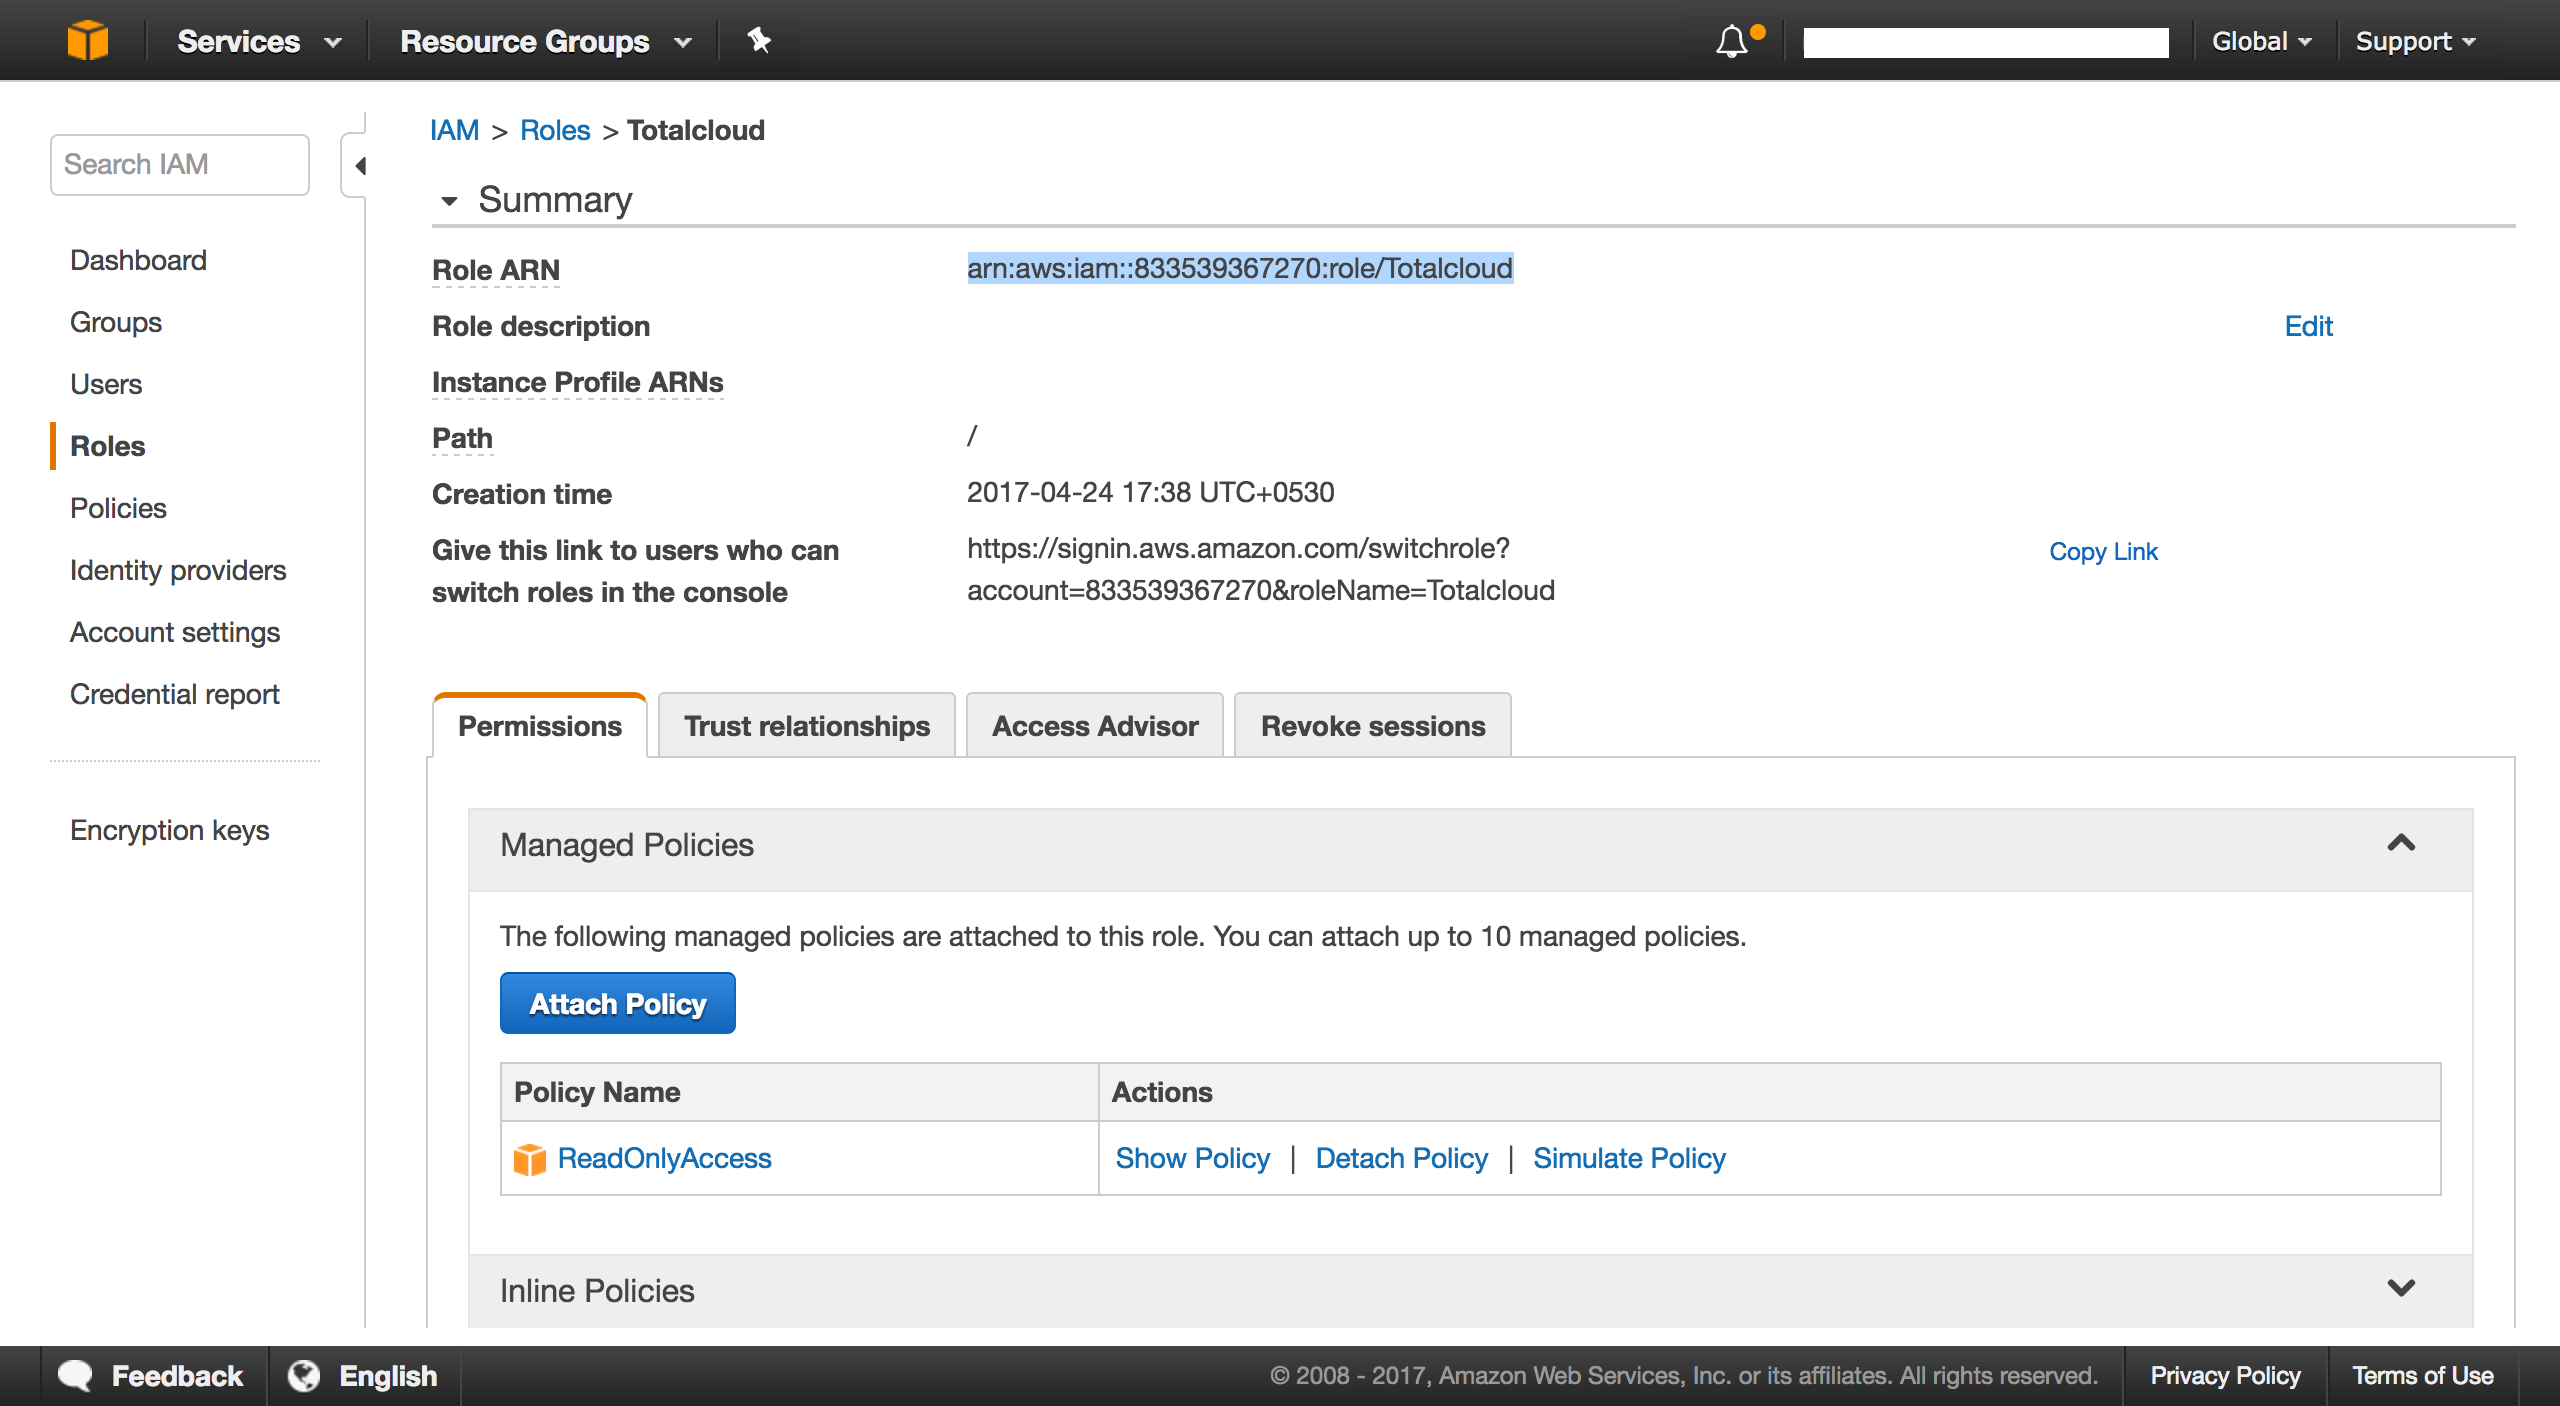 Services
Resource Groups
Global
Support
Search IAM
Dashboard
Groups
Users
Roles
Policies
Identity providers
Account settings
Credential report
Encryption keys
IAM > Roles > Totalcloud
Summary
Role ARN arn:aws:iam::833539367270:role/Totalcloud
Role description Edit
Instance Profile ARNs
Path /
Creation time 2017-04-24 17:38 UTC+0530
Give this link to users who can https://signin.aws.amazon.com/switchrole? Copy Link
switch roles in the console account=833539367270&roleName=Totalcloud
Permissions Trust relationships Access Advisor Revoke sessions
Managed Policies
The following managed policies are attached to this role. You can attach up to 10 managed policies.
Attach Policy
Policy Name Actions
ReadOnlyAccess Show Policy | Detach Policy | Simulate Policy
Inline Policies
Feedback English © 2008 - 2017, Amazon Web Services, Inc. or its affiliates. All rights reserved. Privacy Policy Terms of Use